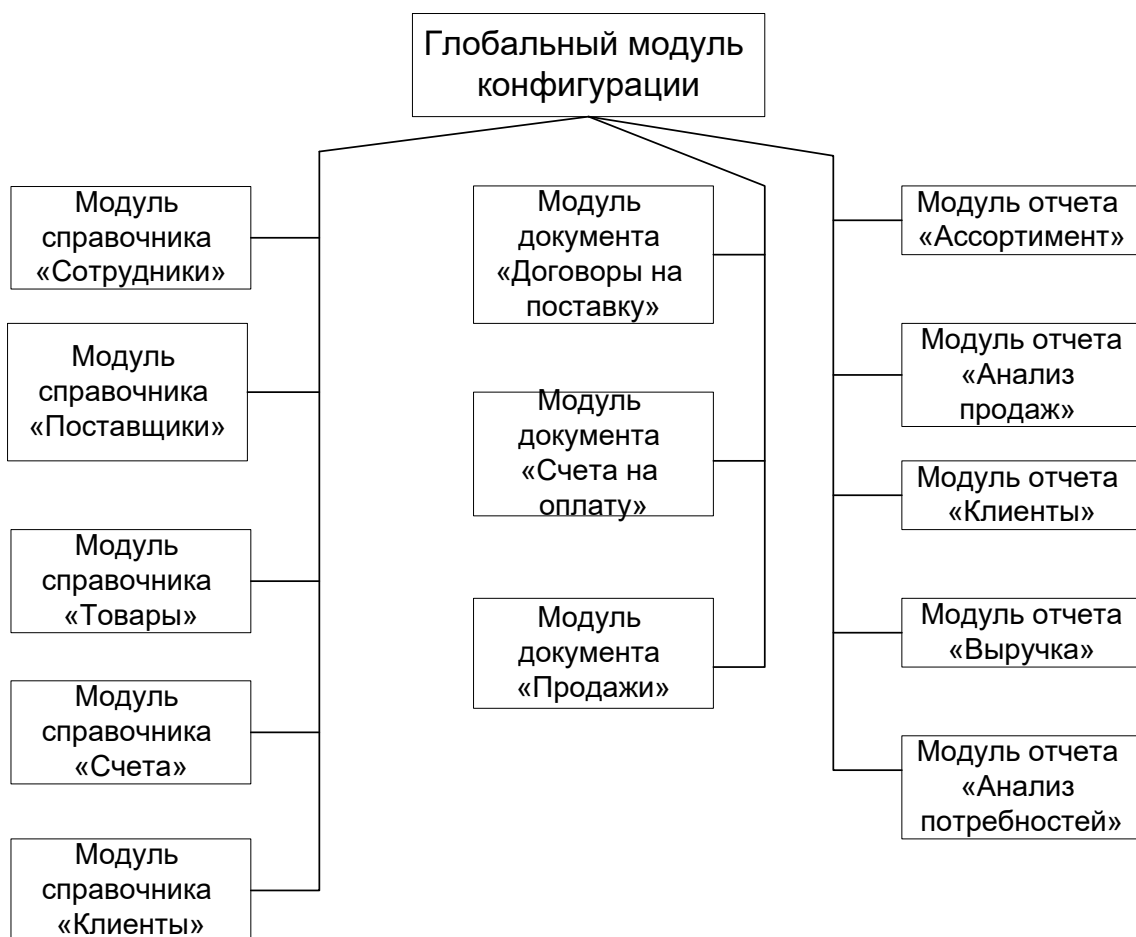 Глобальный модуль
конфигурации
Модуль
справочника
«Сотрудники»
Модуль
справочника
«Поставщики»
Модуль
справочника
«Товары»
Модуль
справочника
«Счета»
Модуль
справочника
«Клиенты»
Модуль
документа
«Договоры на
поставку»
Модуль
документа
«Счета на
оплату»
Модуль
документа
«Продажи»
Модуль отчета
«Ассортимент»
Модуль отчета
«Анализ
продаж»
Модуль отчета
«Клиенты»
Модуль отчета
«Выручка»
Модуль отчета
«Анализ
потребностей»